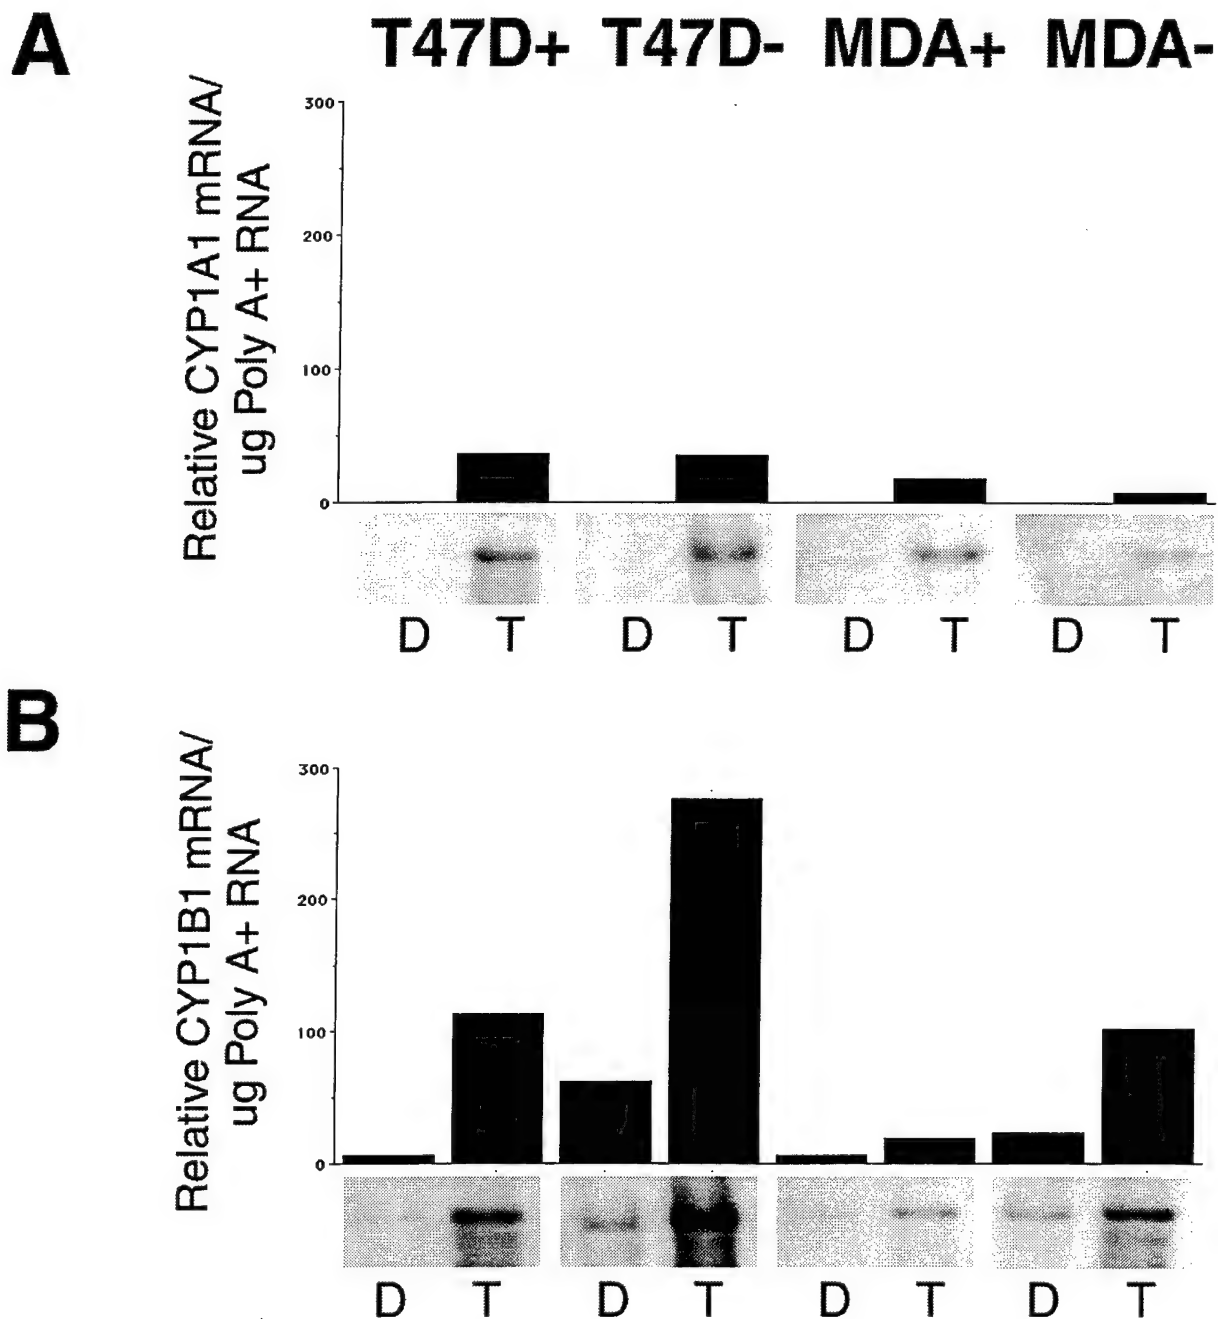 A
T47D+ T47D- MDA+ MDA-
Relative CYP1A1 mRNA/
ug Poly A+ RNA
300
200
100
0
D T D T D T D T
B
Relative CYP1B1 mRNA/
ug Poly A+ RNA
300
200
100
0
D T D T D T D T